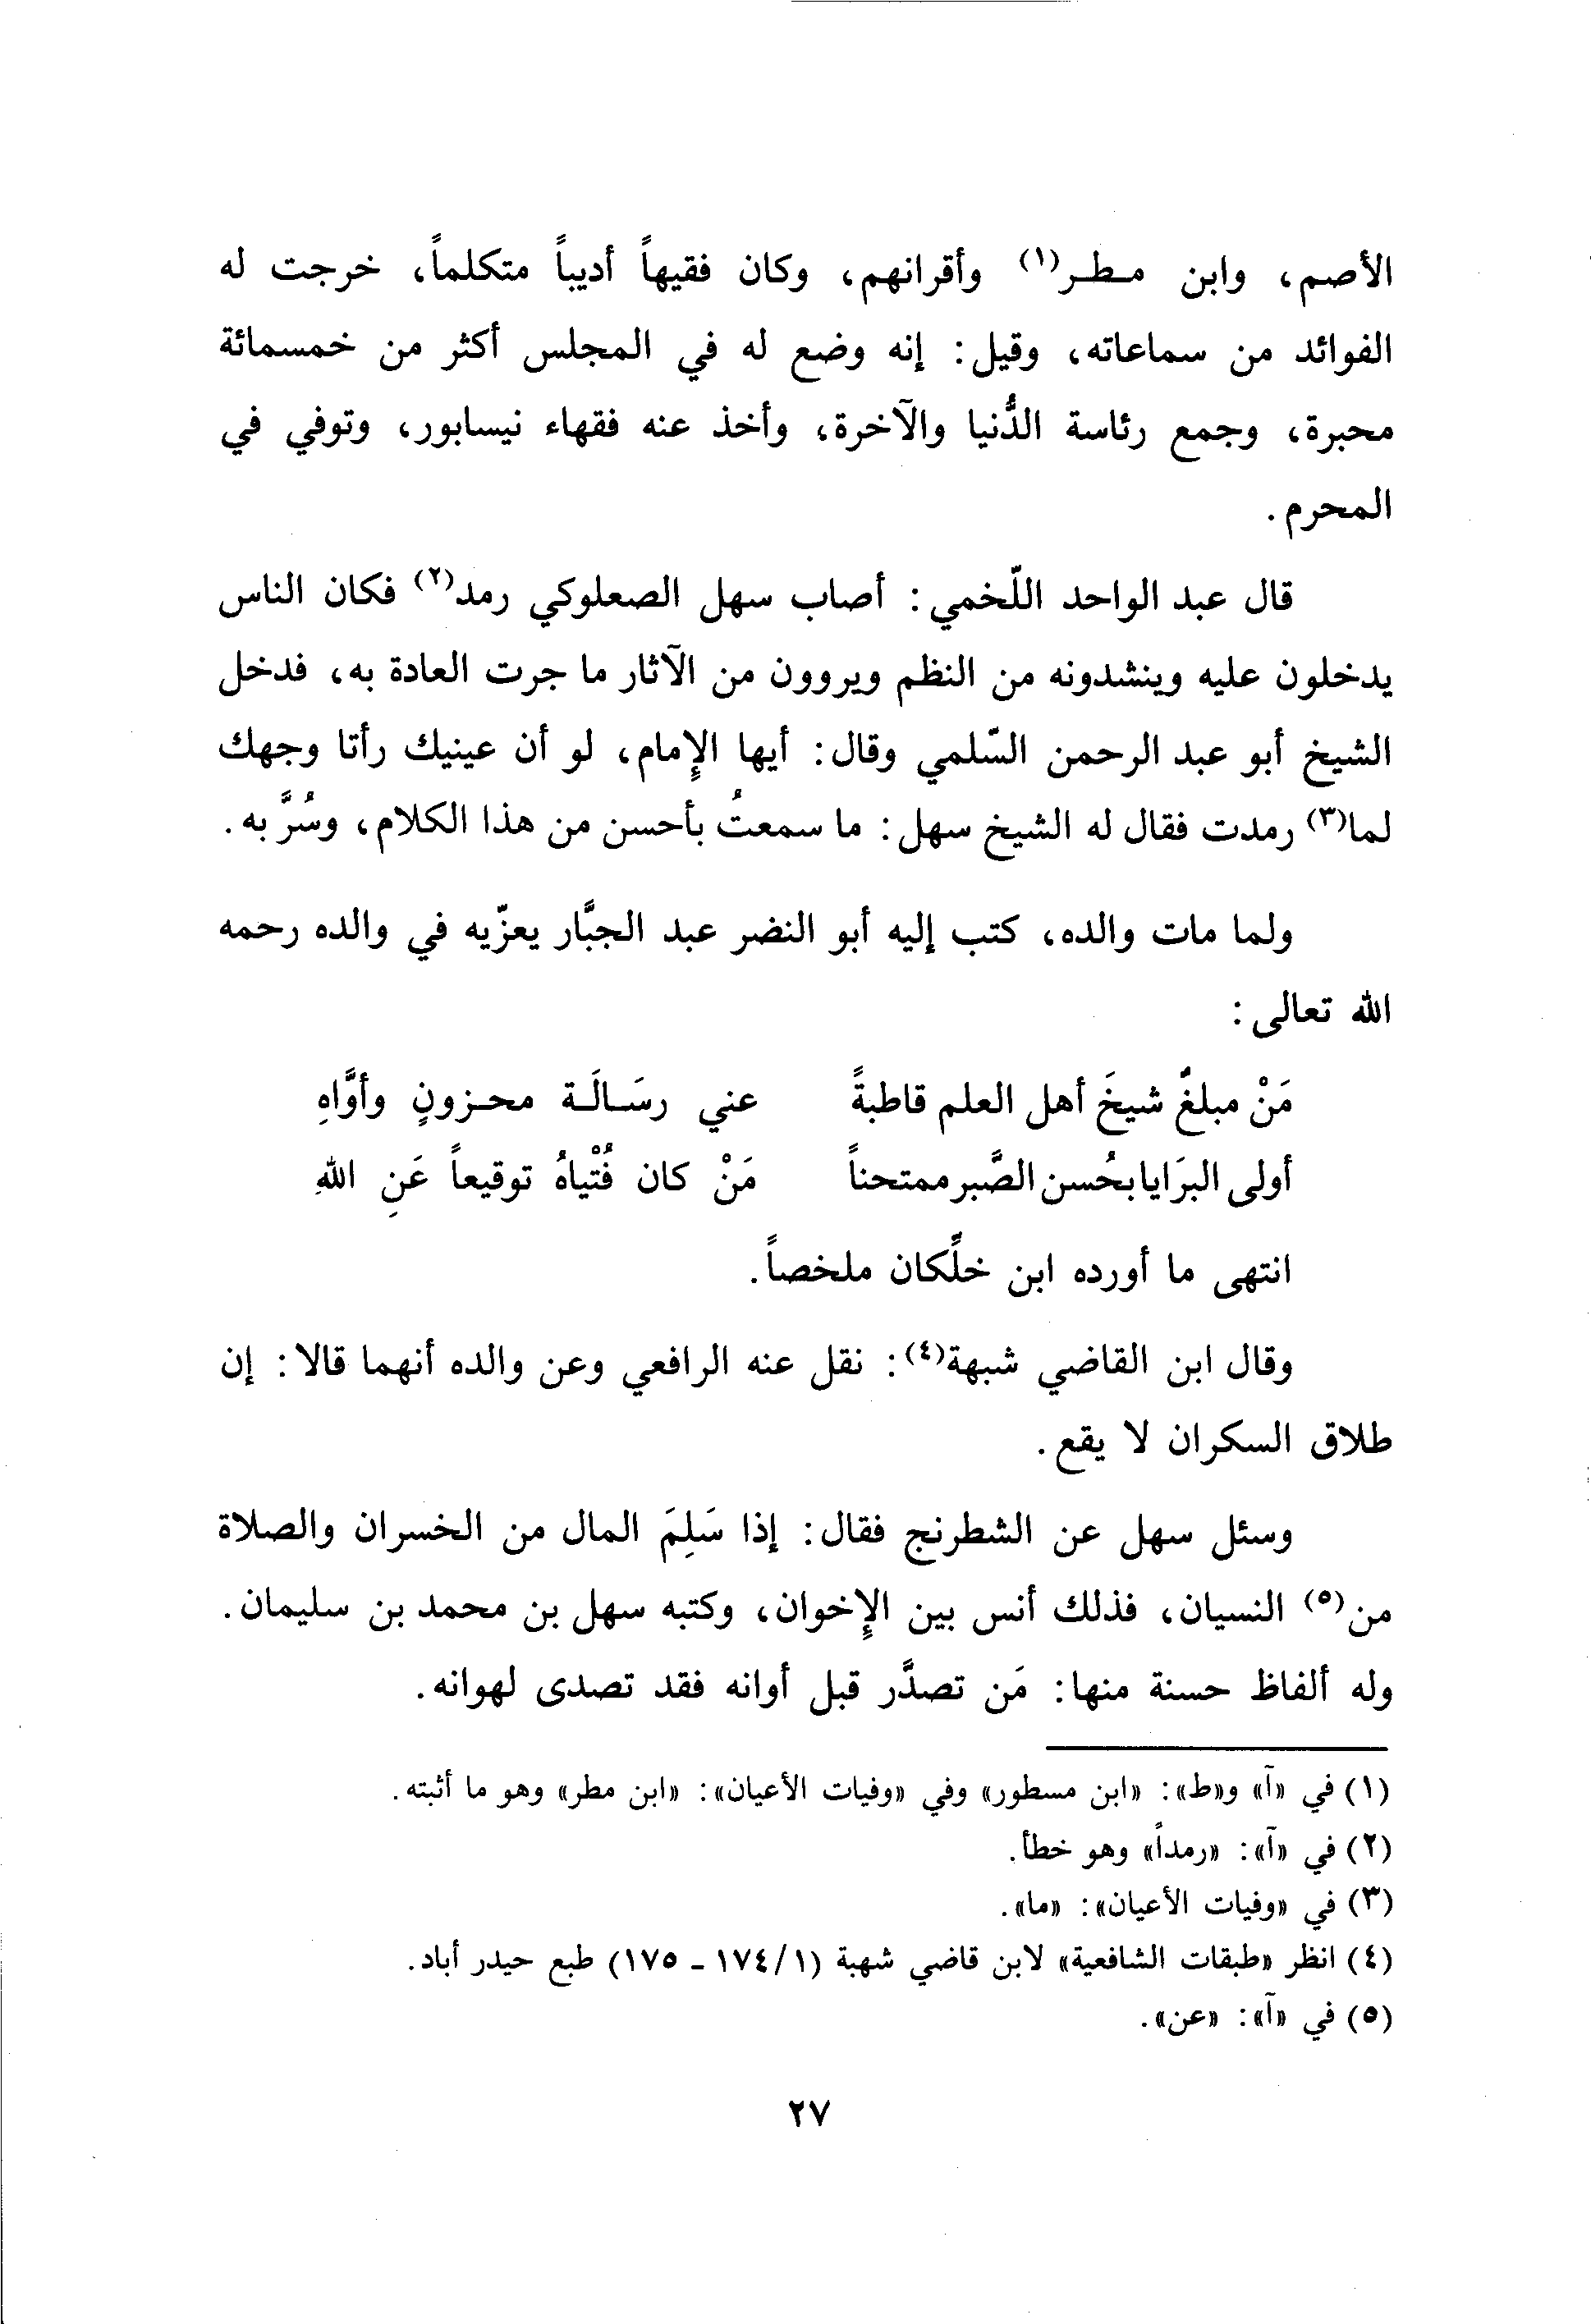 الأصم، وابن مـطـر(١) وأقرانهم، وكان فقيهاً أديباً متكلماً، خرجت له
الفوائد من سماعاته، وقيل: إنه وضع له في المجلس أكثر من خمسمائة
محبرة، وجمع رئاسة الدُّنيا والآخرة، وأخذ عنه فقهاء نيسابور، وتوفي في
المحرم.
قال عبد الواحد اللّخمي: أصاب سهل الصعلوكي رمد(٢) فكان الناس
يدخلون عليه وينشدونه من النظم ويروون من الآثار ما جرت العادة به، فدخل
الشيخ أبو عبد الرحمن السّلمي وقال: أيها الإمام، لو أن عينيك رأتا وجهك
لما(٣) رمدت فقال له الشيخ سهل: ما سمعتُ بأحسن من هذا الكلام، وسُرَّ به.
ولما مات والده، كتب إليه أبو النضر عبد الجبَّار يعزّيه في والده رحمه
الله تعالى:
مَنْ مبلغٌ شيخَ أهل العلم قاطبةً عني رسَـالَـة محـزونٍ وأوَّاهِ
أولى البرَايا بحُسن الصَّبر ممتحناً مَنْ كان فُتْياهُ توقيعاً عَنِ اللهِ
انتهى ما أورده ابن خلِّكان ملخصاً.
وقال ابن القاضي شبهة(٤): نقل عنه الرافعي وعن والده أنهما قالا: إن
طلاق السكران لا يقع.
وسئل سهل عن الشطرنج فقال: إذا سَلِمَ المال من الخسران والصلاة
من(٥) النسيان، فذلك أنس بين الإخوان، وكتبه سهل بن محمد بن سليمان.
وله ألفاظ حسنة منها: مَن تصدَّر قبل أوانه فقد تصدى لهوانه.
(١) في «آ» و«ط»: «ابن مسطور» وفي «وفيات الأعيان»: «ابن مطر» وهو ما أثبته.
(٢) في «آ»: «رمداً» وهو خطأ.
(٣) في «وفيات الأعيان»: «ما».
(٤) انظر «طبقات الشافعية» لابن قاضي شهبة (١/١٧٤ - ١٧٥) طبع حيدر أباد.
(٥) في «آ»: «عن».
٢٧